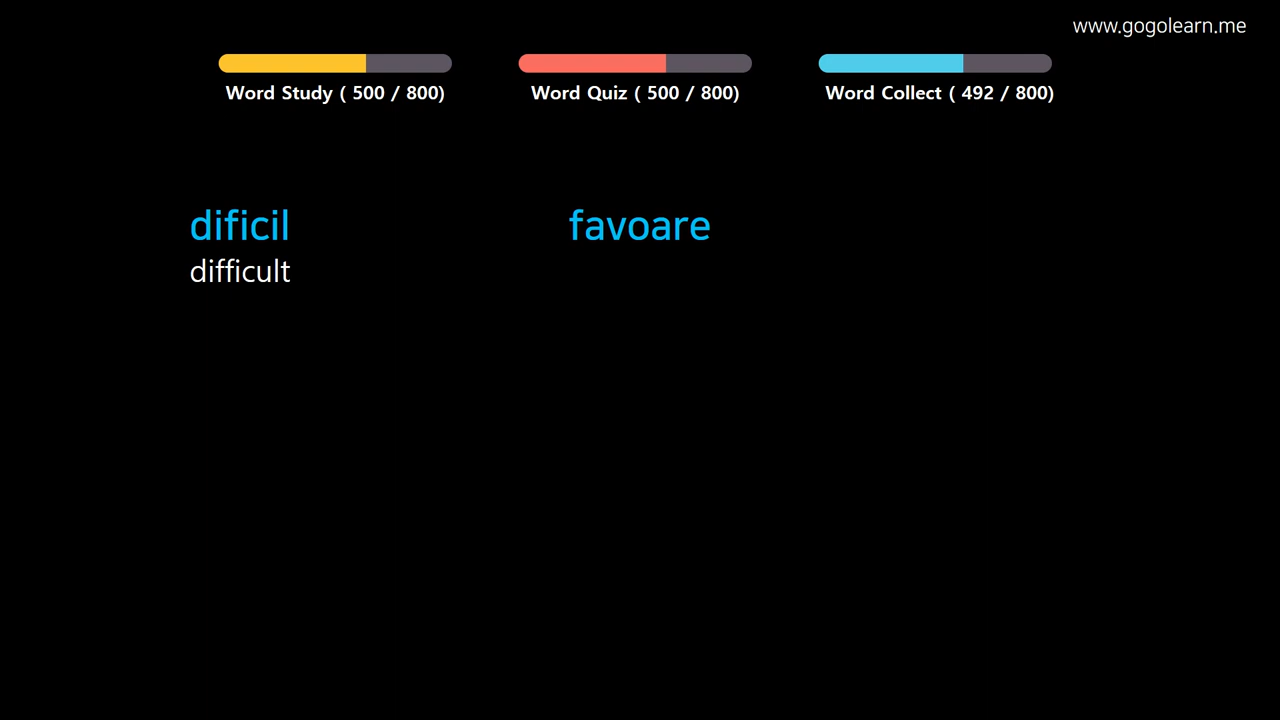 www.gogolearn.me
Word Study ( 500 / 800)
Word Quiz ( 500 / 800)
Word Collect ( 492 / 800)
dificil
difficult
favoare